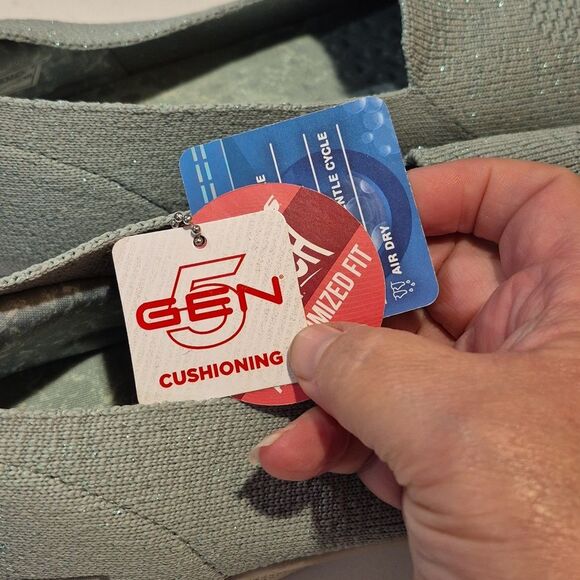 GEN
5
CUSHIONING
MIZED FIT
NTLE CYCLE
AIR DRY